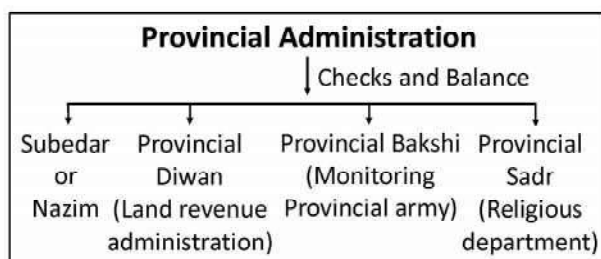 Provincial Administration
Checks and Balance
Subedar or Nazim
Provincial Diwan (Land revenue administration)
Provincial Bakshi (Monitoring Provincial army)
Provincial Sadr (Religious department)